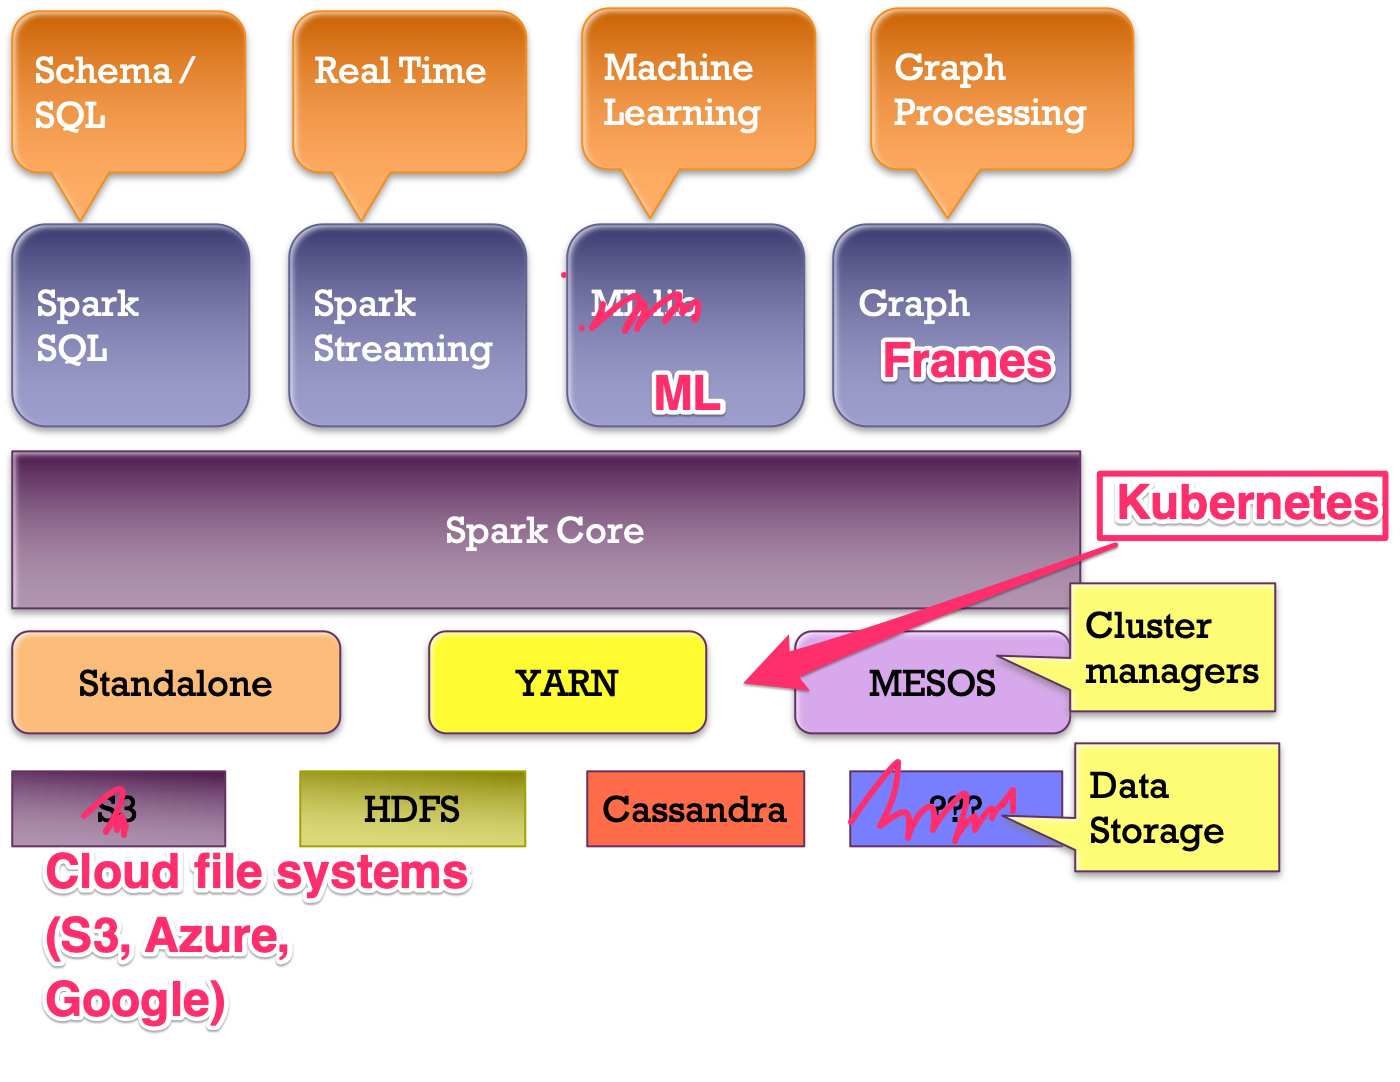 Schema /
SQL
Real Time
Machine
Learning
Graph
Processing
Spark
SQL
Spark
Streaming
MLlib
ML
Graph
Frames
Spark Core
Kubernetes
Standalone
YARN
MESOS
Cluster
managers
S3
HDFS
Cassandra
???
Data
Storage
Cloud file systems
(S3, Azure,
Google)